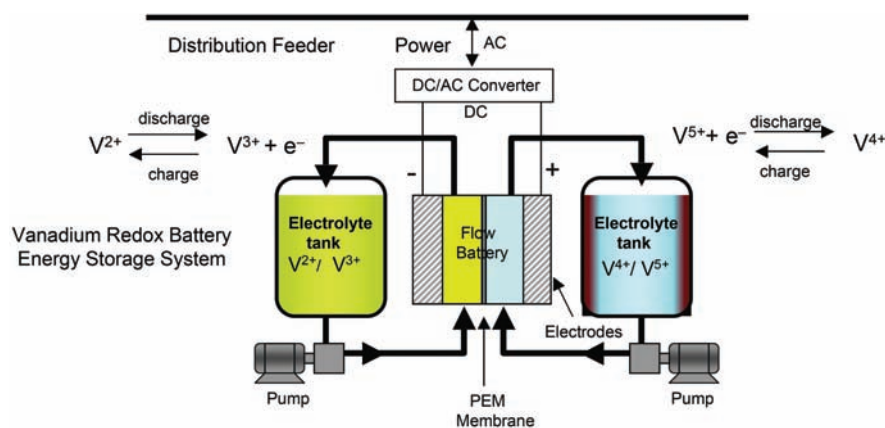 Distribution Feeder
Power
AC
DC/AC Converter
DC
discharge
V²⁺
V³⁺ + e⁻
charge
V⁵⁺+ e⁻
discharge
V⁴⁺
charge
-
+
Vanadium Redox Battery
Energy Storage System
Electrolyte
tank
V²⁺/ V³⁺
Flow
Battery
Electrolyte
tank
V⁴⁺/ V⁵⁺
Electrodes
Pump
PEM
Membrane
Pump